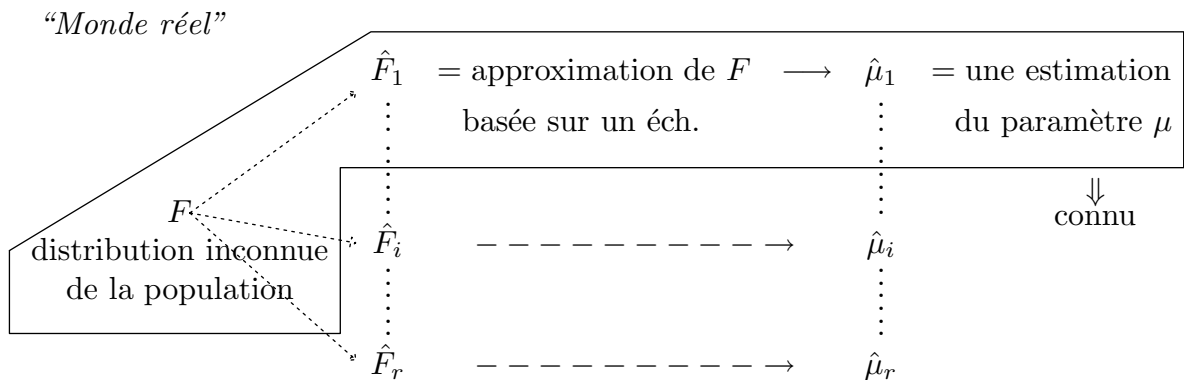 “Monde réel”
F̂₁ = approximation de F ⟶ μ̂₁ = une estimation
basée sur un éch. du paramètre μ
F
⇓
connu
distribution inconnue
de la population
F̂ᵢ − − − − − − − − − −→ μ̂ᵢ
F̂ᵣ − − − − − − − − − −→ μ̂ᵣ